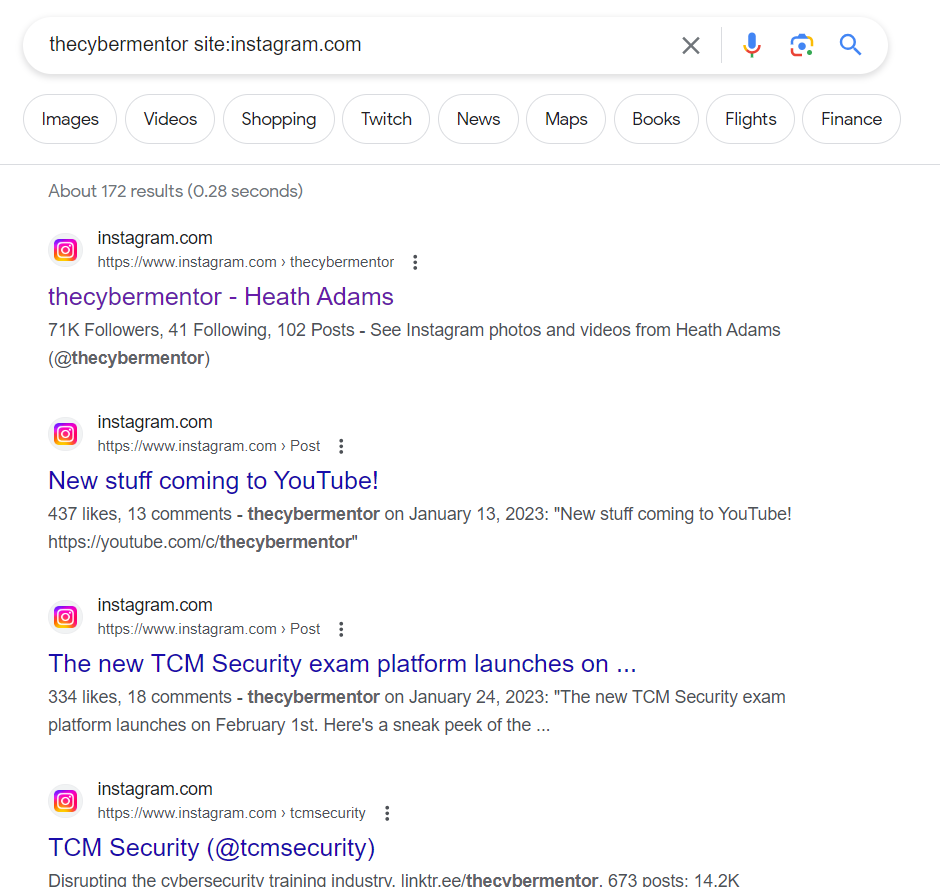 thecybermentor site:instagram.com
Images Videos Shopping Twitch News Maps Books Flights Finance
About 172 results (0.28 seconds)
instagram.com
https://www.instagram.com › thecybermentor
thecybermentor - Heath Adams
71K Followers, 41 Following, 102 Posts - See Instagram photos and videos from Heath Adams
(@thecybermentor)
instagram.com
https://www.instagram.com › Post
New stuff coming to YouTube!
437 likes, 13 comments - thecybermentor on January 13, 2023: "New stuff coming to YouTube!
https://youtube.com/c/thecybermentor"
instagram.com
https://www.instagram.com › Post
The new TCM Security exam platform launches on ...
334 likes, 18 comments - thecybermentor on January 24, 2023: "The new TCM Security exam
platform launches on February 1st. Here's a sneak peek of the ...
instagram.com
https://www.instagram.com › tcmsecurity
TCM Security (@tcmsecurity)
Disrupting the cybersecurity training industry. linktr.ee/thecybermentor. 673 posts; 14.2K